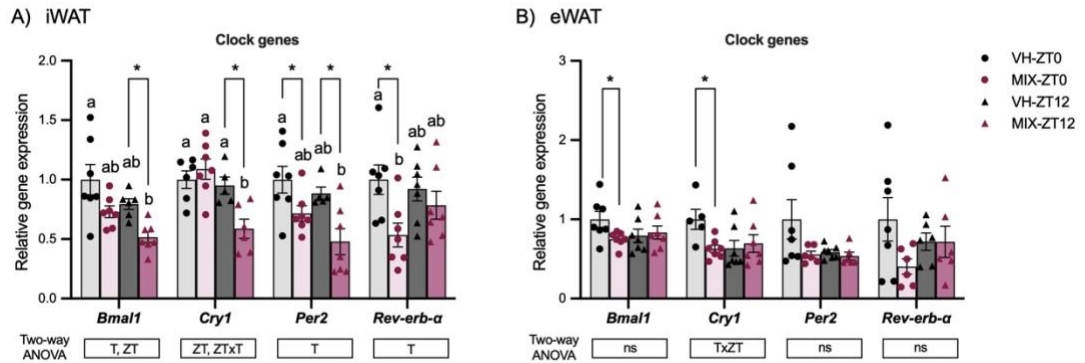 A) iWAT
Clock genes
Relative gene expression
2.0
1.5
1.0
0.5
0.0
* * * *
a ab ab b
a a a b
a ab ab b
a b ab ab
Bmal1 Cry1 Per2 Rev-erb-α
Two-way
ANOVA
T, ZT ZT, ZTxT T T
B) eWAT
Clock genes
Relative gene expression
3
2
1
0
* *
Bmal1 Cry1 Per2 Rev-erb-α
Two-way
ANOVA
ns TxZT ns ns
VH-ZT0
MIX-ZT0
VH-ZT12
MIX-ZT12